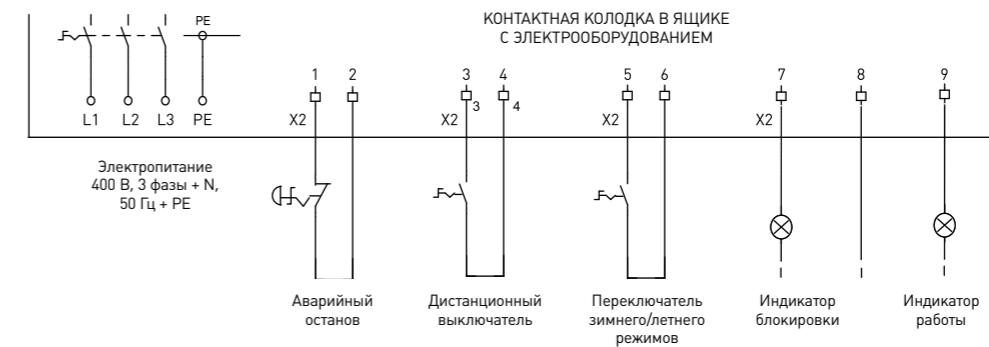 КОНТАКТНАЯ КОЛОДКА В ЯЩИКЕ
С ЭЛЕКТРООБОРУДОВАНИЕМ
PE
1 2 3 4 5 6 7 8 9
3 4
L1 L2 L3 PE X2 X2 X2 X2
Электропитание
400 В, 3 фазы + N,
50 Гц + PE
Аварийный
останов
Дистанционный
выключатель
Переключатель
зимнего/летнего
режимов
Индикатор
блокировки
Индикатор
работы